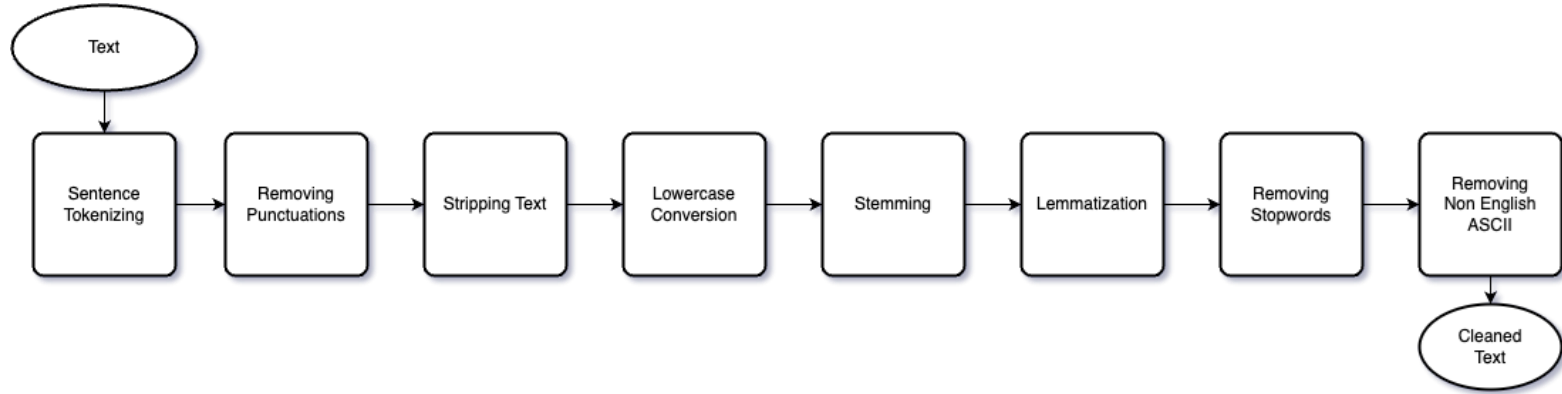 Text
Sentence
Tokenizing
Removing
Punctuations
Stripping Text
Lowercase
Conversion
Stemming
Lemmatization
Removing
Stopwords
Removing
Non English
ASCII
Cleaned
Text